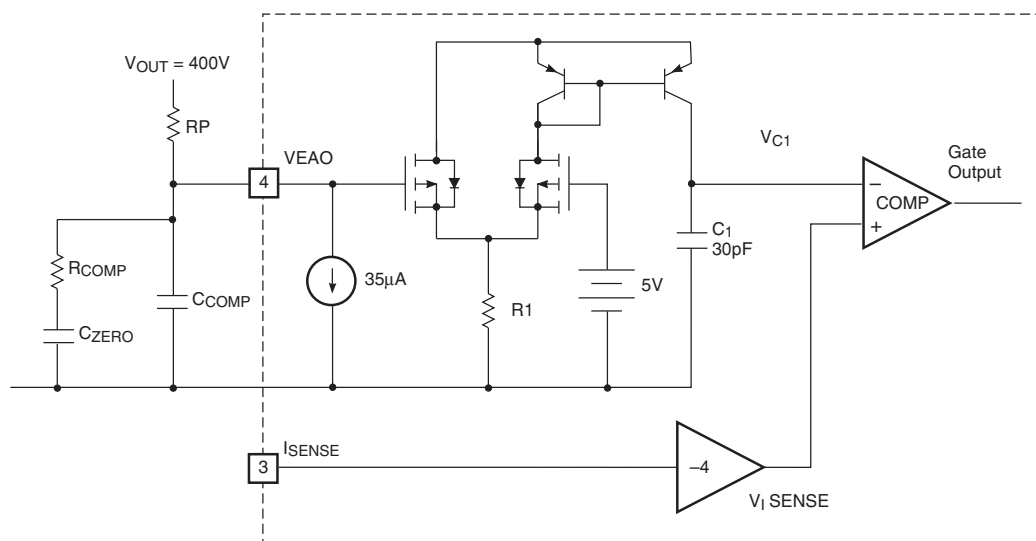 VOUT = 400V
RP
VEAO
4
RCOMP
CCOMP
CZERO
35µA
R1
5V
VC1
C1
30pF
–
COMP
+
Gate
Output
ISENSE
3
–4
VI SENSE